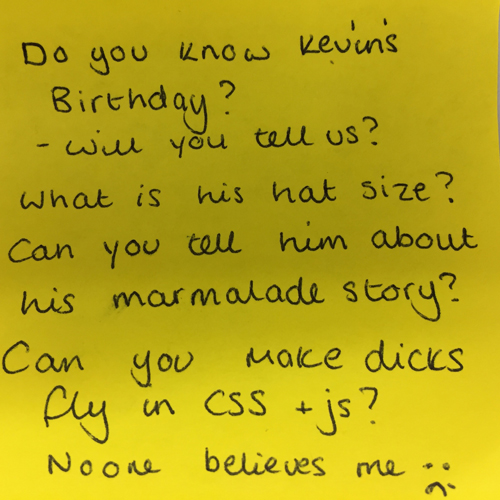 Do you know Kevin's
Birthday?
- will you tell us?
What is his hat size?
Can you tell him about
his marmalade story?
Can you make dicks
fly in CSS + js?
Noone believes me :(